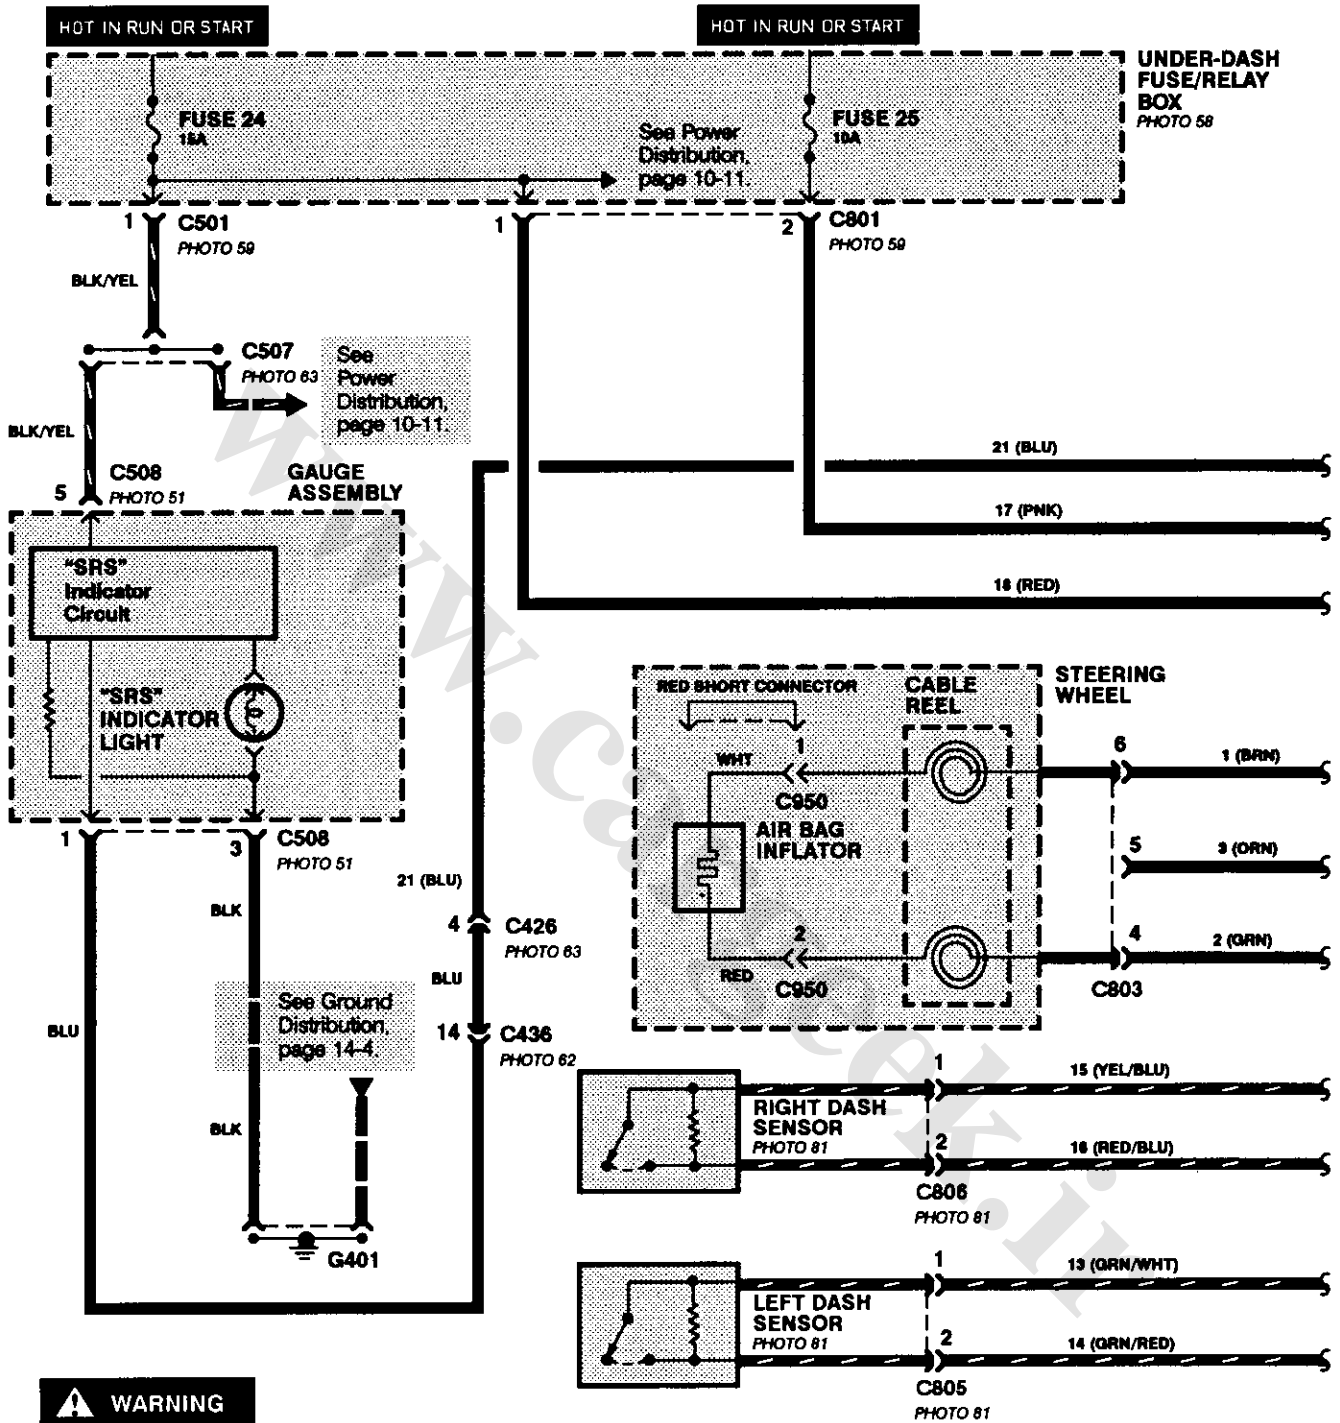 HOT IN RUN OR START
HOT IN RUN OR START
UNDER-DASH
FUSE/RELAY
BOX
PHOTO 58
FUSE 24
15A
See Power
Distribution,
page 10-11.
FUSE 25
10A
1
C501
PHOTO 59
1
2
C801
PHOTO 59
BLK/YEL
C507
PHOTO 63
See
Power
Distribution,
page 10-11.
BLK/YEL
5
C508
PHOTO 51
GAUGE
ASSEMBLY
21 (BLU)
17 (PNK)
18 (RED)
"SRS"
Indicator
Circuit
"SRS"
INDICATOR
LIGHT
RED SHORT CONNECTOR
CABLE
REEL
STEERING
WHEEL
1
WHT
C950
AIR BAG
INFLATOR
6
1 (BRN)
5
3 (ORN)
2
RED
C950
4
2 (GRN)
C803
1
3
C508
PHOTO 51
BLK
21 (BLU)
4
C426
PHOTO 63
BLU
14
C436
PHOTO 62
See Ground
Distribution,
page 14-4.
BLU
BLK
G401
1
15 (YEL/BLU)
RIGHT DASH
SENSOR
PHOTO 81
2
16 (RED/BLU)
C806
PHOTO 81
1
13 (GRN/WHT)
LEFT DASH
SENSOR
PHOTO 81
2
14 (GRN/RED)
C805
PHOTO 81
WARNING
www.cargeek.ir